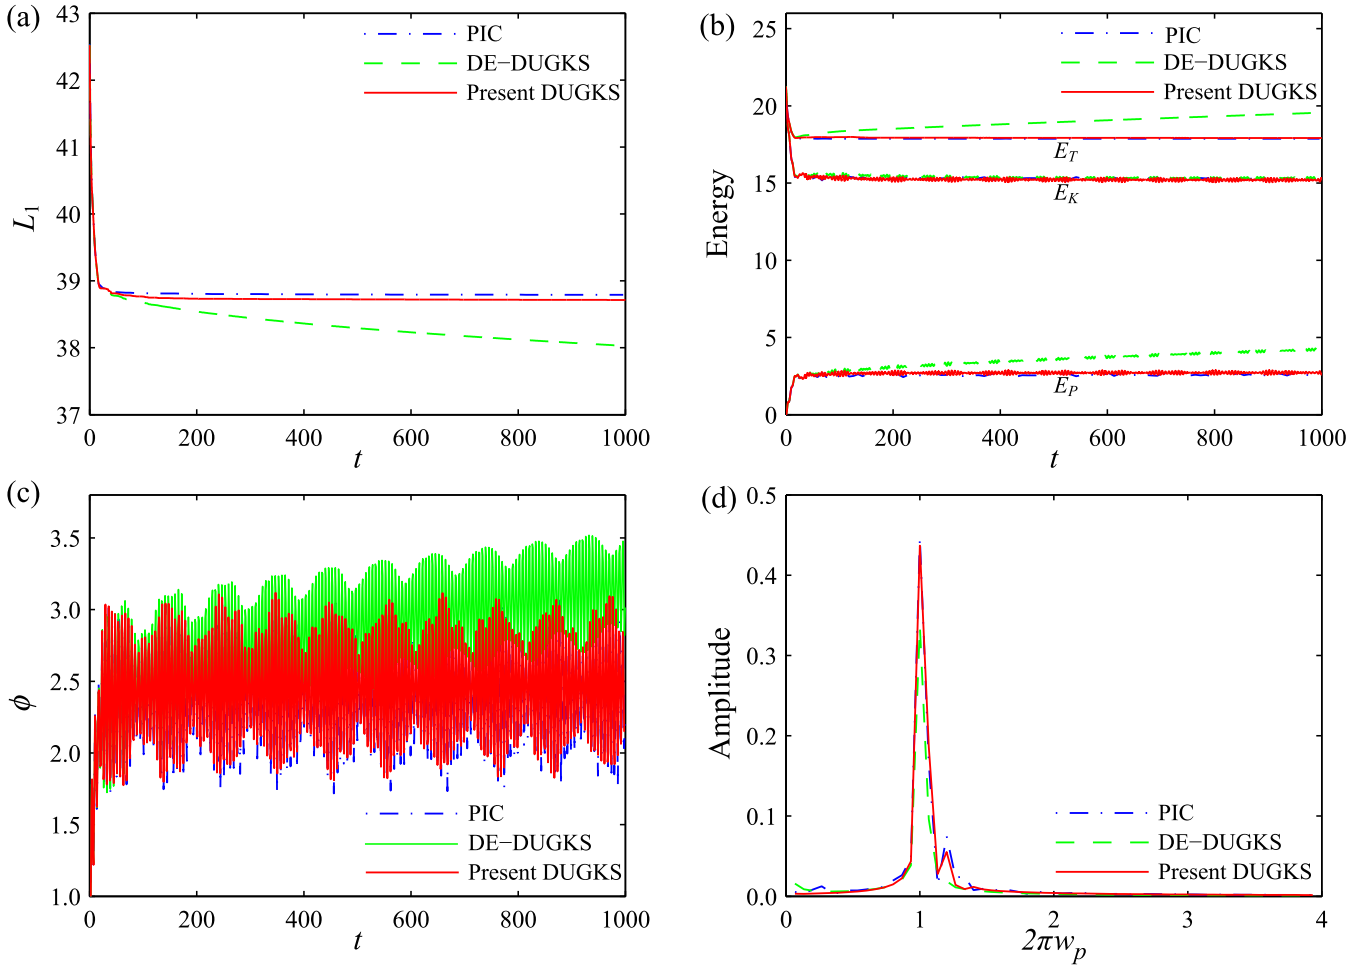 (a)
43
42
41
40
39
38
37
L₁
0
200
400
600
800
1000
t
PIC
DE−DUGKS
Present DUGKS
(b)
25
20
15
10
5
0
Energy
0
200
400
600
800
1000
t
PIC
DE−DUGKS
Present DUGKS
E_T
E_K
E_P
(c)
3.5
3.0
2.5
2.0
1.5
1.0
ϕ
0
200
400
600
800
1000
t
PIC
DE−DUGKS
Present DUGKS
(d)
0.5
0.4
0.3
0.2
0.1
0.0
Amplitude
0
1
2
3
4
2πw_p
PIC
DE−DUGKS
Present DUGKS